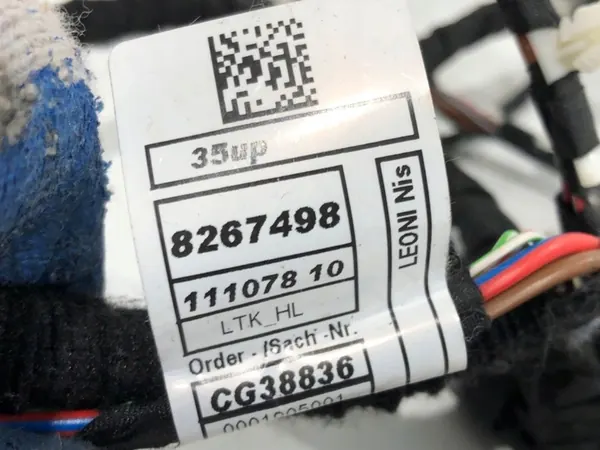 35up
8267498
111078 10
LTK_HL
Order - /Sach -Nr.
CG38836
LEONI Nis